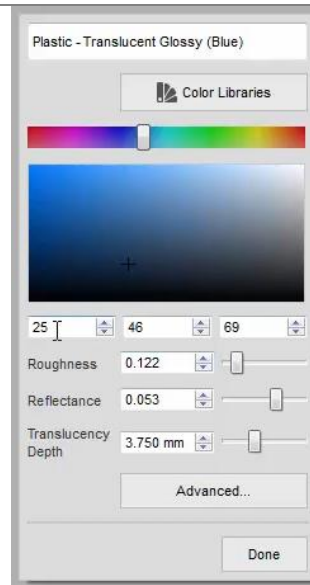 Plastic - Translucent Glossy (Blue)
Color Libraries
25 46 69
Roughness 0.122
Reflectance 0.053
Translucency
Depth 3.750 mm
Advanced...
Done